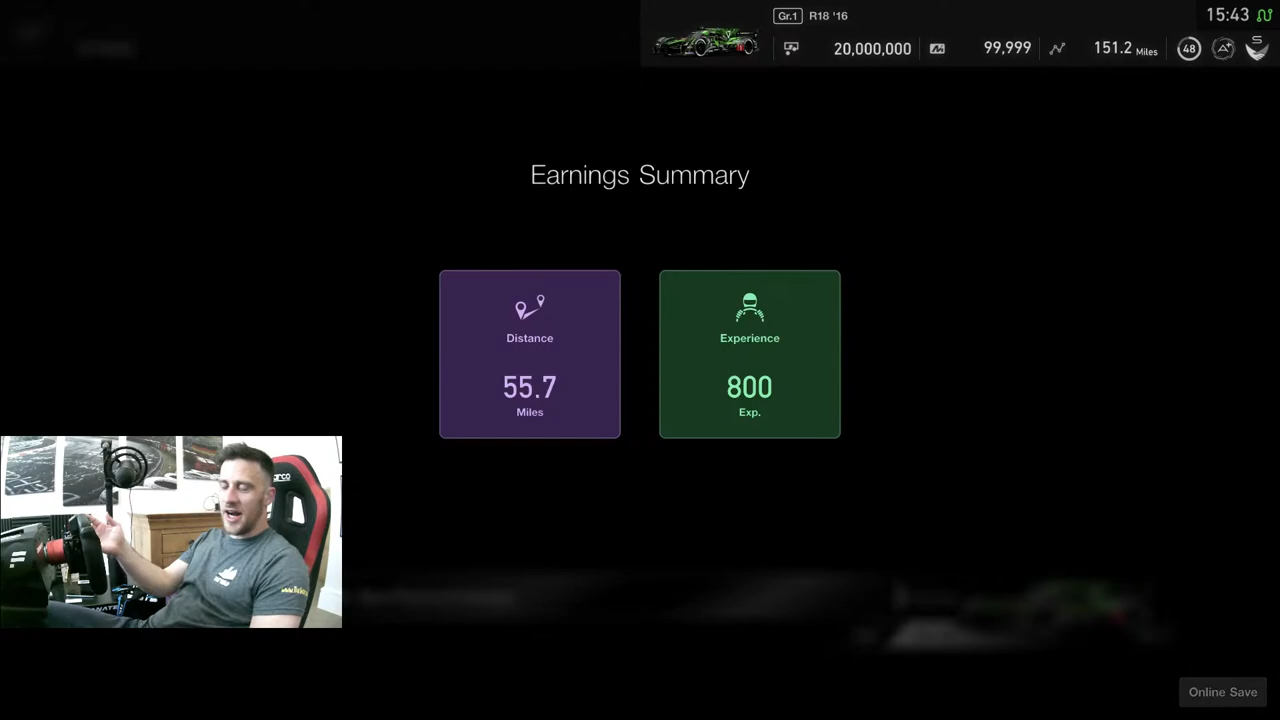 Gr.1 R18 '16 15:43
20,000,000 99,999 151.2 Miles 48 A+ S
Earnings Summary
Distance Experience
55.7 800
Miles Exp.
Online Save